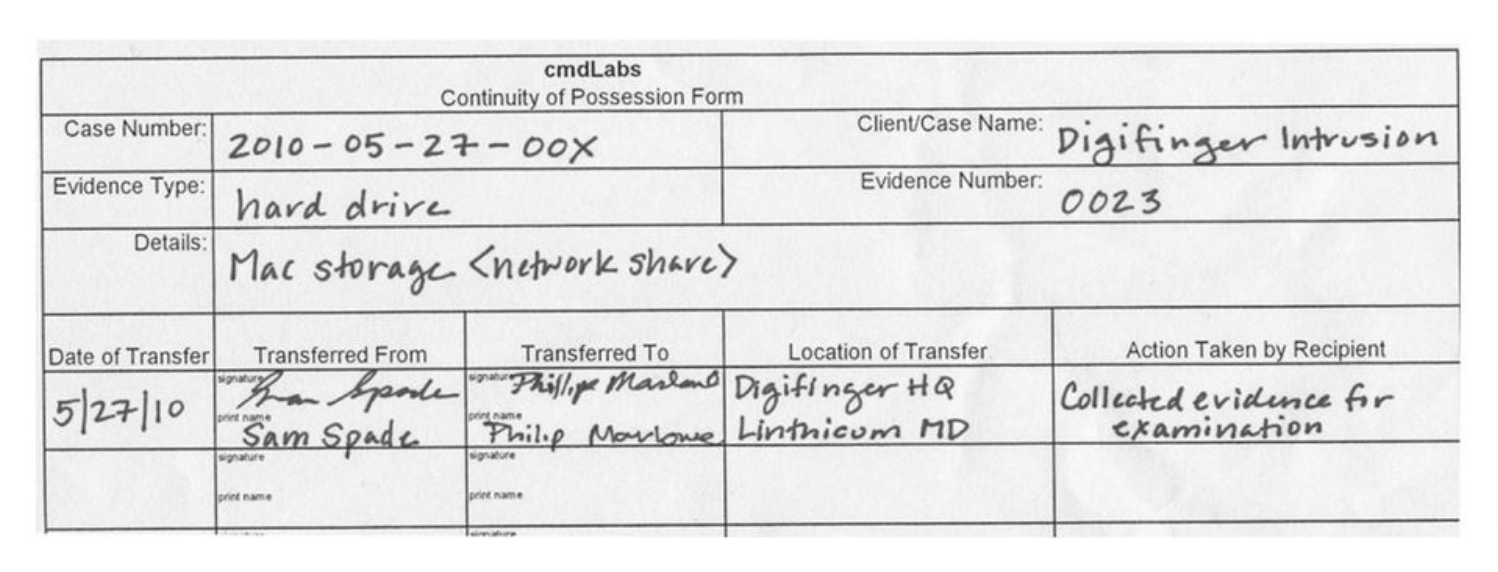 cmdLabs
Continuity of Possession Form
Case Number: 2010-05-27-00X
Client/Case Name: Digifinger Intrusion
Evidence Type: hard drive
Evidence Number: 0023
Details: Mac storage <network share>
Date of Transfer
Transferred From
Transferred To
Location of Transfer
Action Taken by Recipient
5/27/10
signature Sam Spade
print name
Sam Spade
signature
print name
Philip Marlowe
Digifinger HQ
Linthicum MD
Collected evidence for
examination
signature
print name
signature
print name
signature
signature